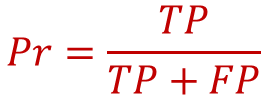 Pr = TP / (TP + FP)